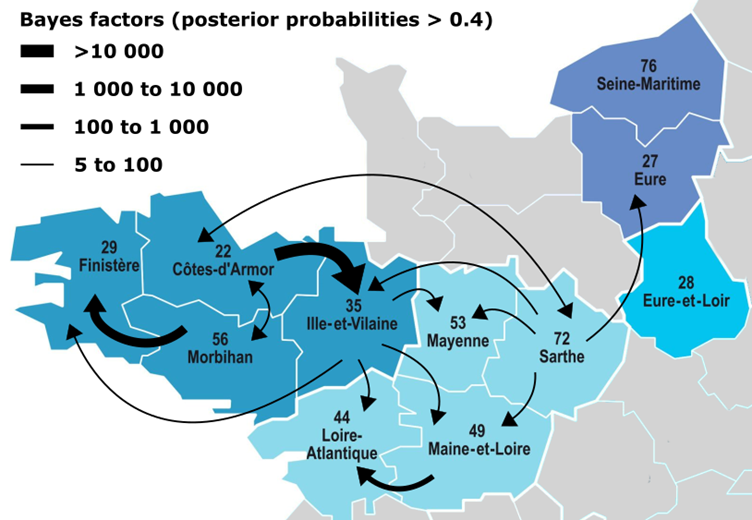 Bayes factors (posterior probabilities > 0.4)
>10 000
1 000 to 10 000
100 to 1 000
5 to 100
76
Seine-Maritime
27
Eure
28
Eure-et-Loir
29
Finistère
22
Côtes-d'Armor
35
Ille-et-Vilaine
56
Morbihan
53
Mayenne
72
Sarthe
44
Loire-
Atlantique
49
Maine-et-Loire